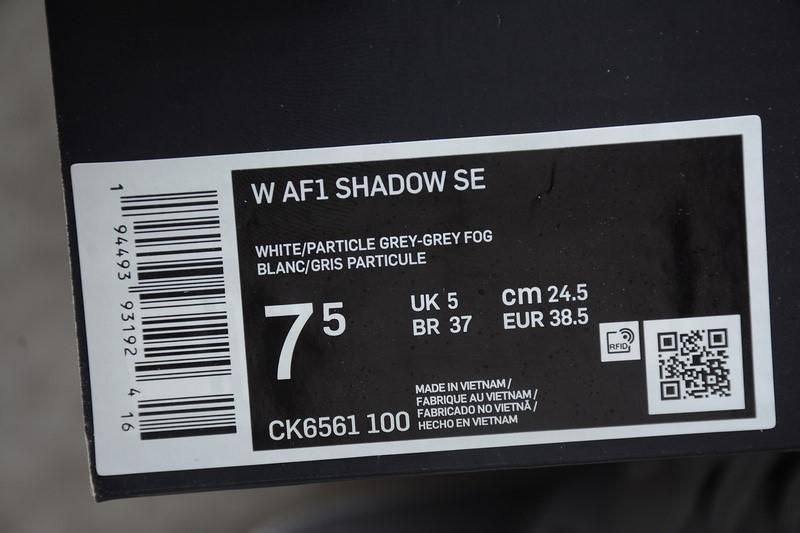 W AF1 SHADOW SE
WHITE/PARTICLE GREY-GREY FOG
BLANC/GRIS PARTICULE
7 5
UK 5
BR 37
cm 24.5
EUR 38.5
RFID
MADE IN VIETNAM /
FABRIQUE AU VIETNAM /
FABRICADO NO VIETNÃ /
HECHO EN VIETNAM
CK6561 100
1 94493 93192 4 16